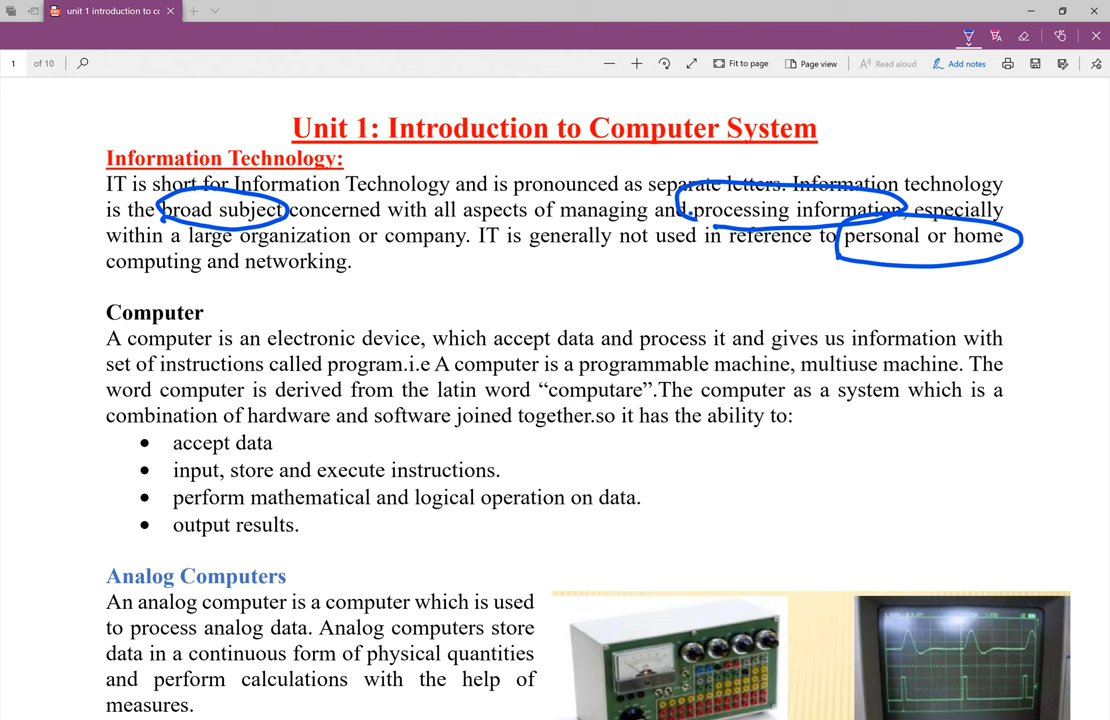 unit 1 introduction to cc
1 of 10 Fit to page Page view Read aloud Add notes
Unit 1: Introduction to Computer System
Information Technology:
IT is short for Information Technology and is pronounced as separate letters. Information technology
is the broad subject concerned with all aspects of managing and processing information, especially
within a large organization or company. IT is generally not used in reference to personal or home
computing and networking.
Computer
A computer is an electronic device, which accept data and process it and gives us information with
set of instructions called program.i.e A computer is a programmable machine, multiuse machine. The
word computer is derived from the latin word “computare”.The computer as a system which is a
combination of hardware and software joined together.so it has the ability to:
• accept data
• input, store and execute instructions.
• perform mathematical and logical operation on data.
• output results.
Analog Computers
An analog computer is a computer which is used
to process analog data. Analog computers store
data in a continuous form of physical quantities
and perform calculations with the help of
measures.